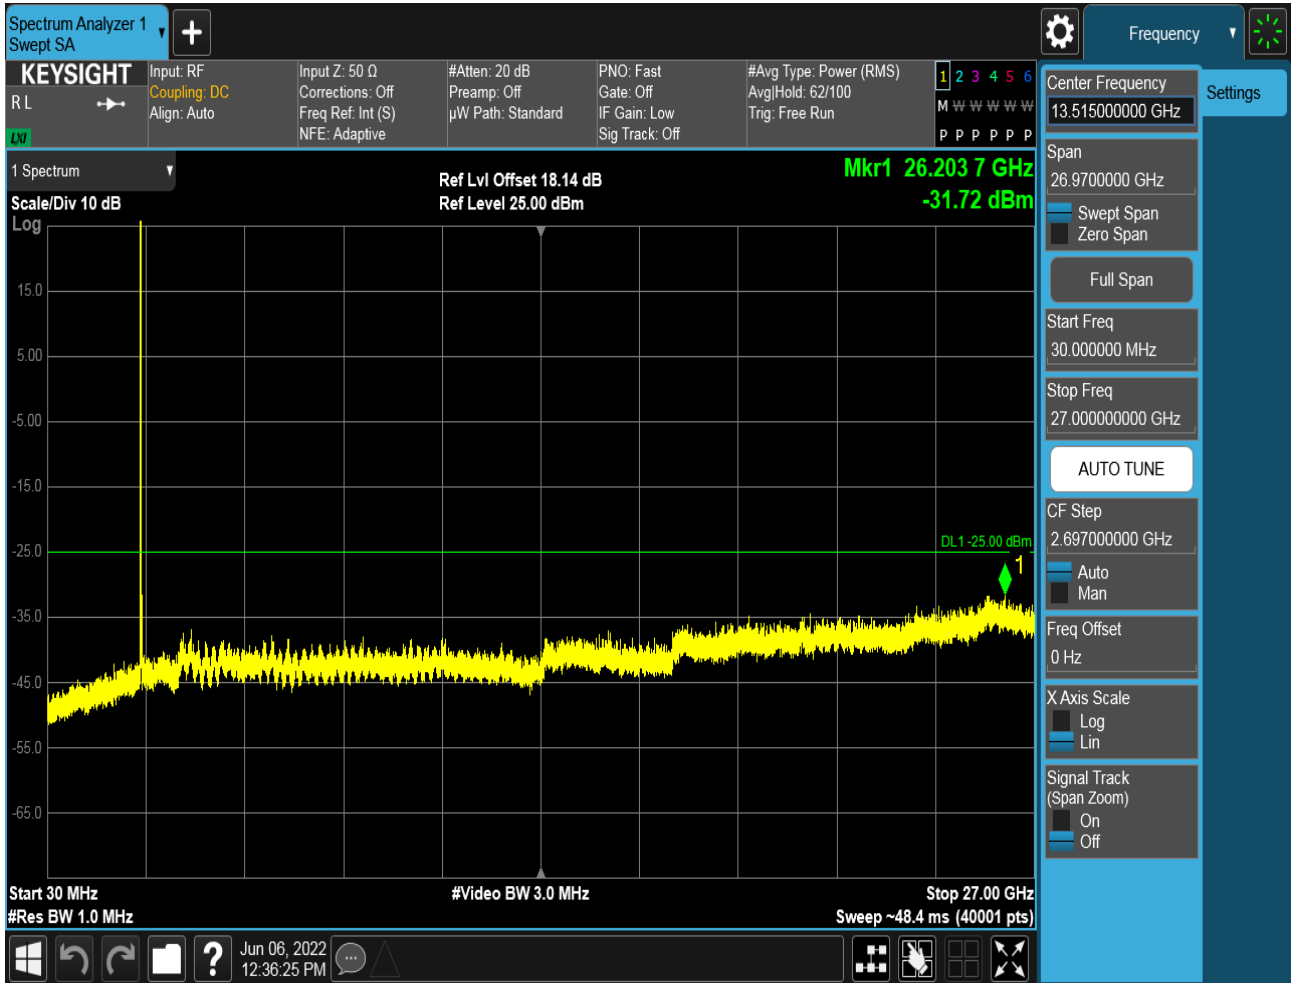 Spectrum Analyzer 1
Swept SA
Frequency
KEYSIGHT
R L
LXI
Input: RF
Coupling: DC
Align: Auto
Input Z: 50 Ω
Corrections: Off
Freq Ref: Int (S)
NFE: Adaptive
#Atten: 20 dB
Preamp: Off
µW Path: Standard
PNO: Fast
Gate: Off
IF Gain: Low
Sig Track: Off
#Avg Type: Power (RMS)
Avg|Hold: 62/100
Trig: Free Run
1 2 3 4 5 6
M W W W W W
P P P P P P
1 Spectrum
Scale/Div 10 dB
Log
Ref Lvl Offset 18.14 dB
Ref Level 25.00 dBm
Mkr1 26.203 7 GHz
-31.72 dBm
15.0
5.00
-5.00
-15.0
-25.0
-35.0
-45.0
-55.0
-65.0
DL1 -25.00 dBm
1
Start 30 MHz
#Res BW 1.0 MHz
#Video BW 3.0 MHz
Stop 27.00 GHz
Sweep ~48.4 ms (40001 pts)
Jun 06, 2022
12:36:25 PM
Center Frequency
13.515000000 GHz
Span
26.9700000 GHz
Swept Span
Zero Span
Full Span
Start Freq
30.000000 MHz
Stop Freq
27.000000000 GHz
AUTO TUNE
CF Step
2.697000000 GHz
Auto
Man
Freq Offset
0 Hz
X Axis Scale
Log
Lin
Signal Track
(Span Zoom)
On
Off
Settings